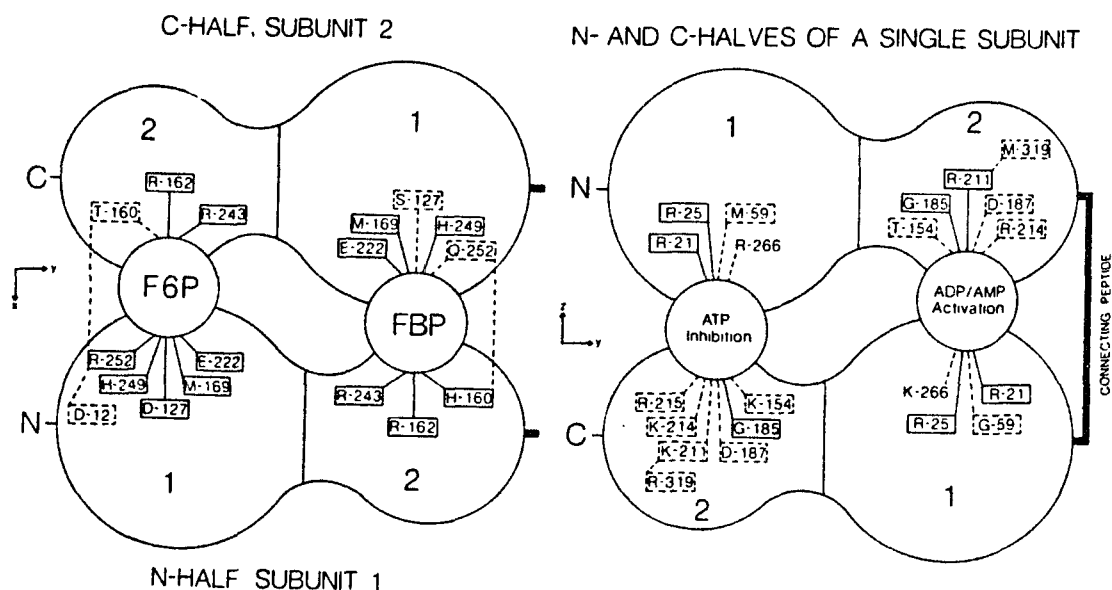 C-HALF, SUBUNIT 2
2
1
C
R-162
T-160
R-243
S-127
M-169
H-249
E-222
Q-252
F6P
FBP
y
x
R-252
E-222
H-249
M-169
D-12
D-127
R-243
H-160
R-162
N
1
2
N-HALF SUBUNIT 1
N- AND C-HALVES OF A SINGLE SUBUNIT
1
2
M-319
N
R-211
R-25
M-59
G-185
D-187
R-21
R-266
T-154
R-214
ATP
Inhibition
ADP/AMP
Activation
z
y
R-215
K-154
K-214
G-185
K-211
D-187
R-319
K-266
R-21
R-25
G-59
C
2
1
CONNECTING PEPTIDE